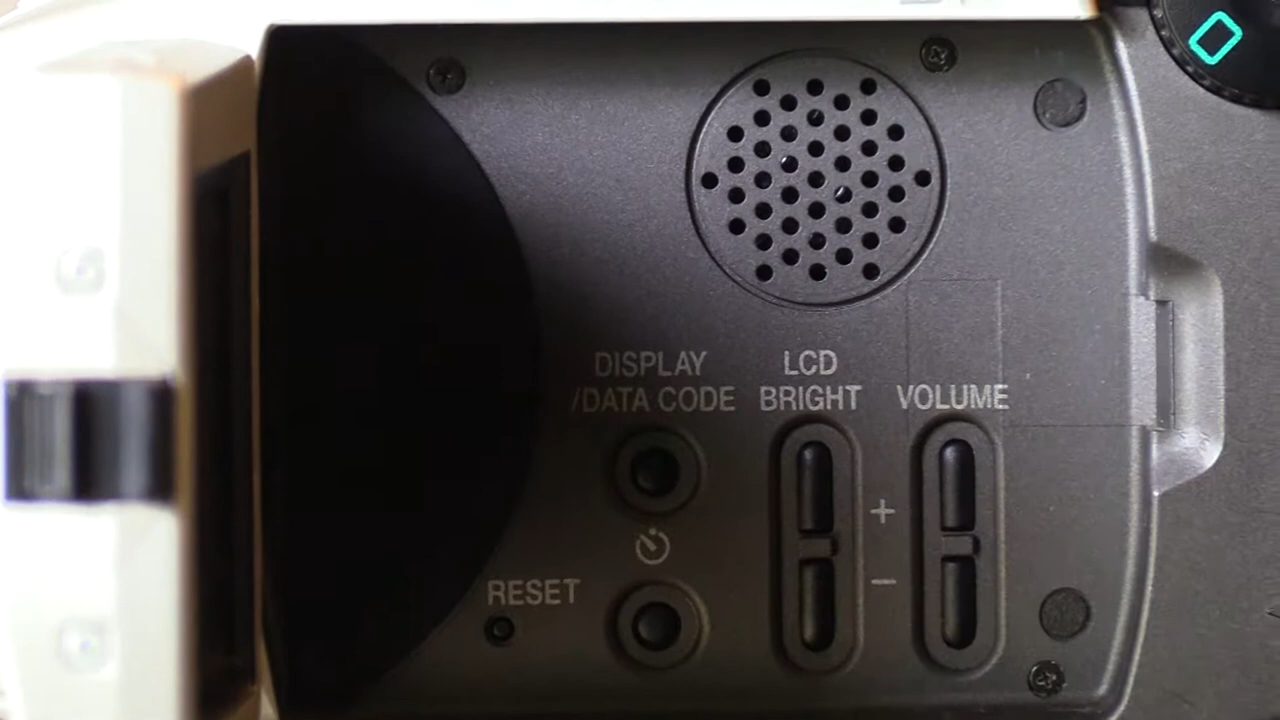 DISPLAY
/DATA CODE
LCD
BRIGHT
VOLUME
+
−
RESET